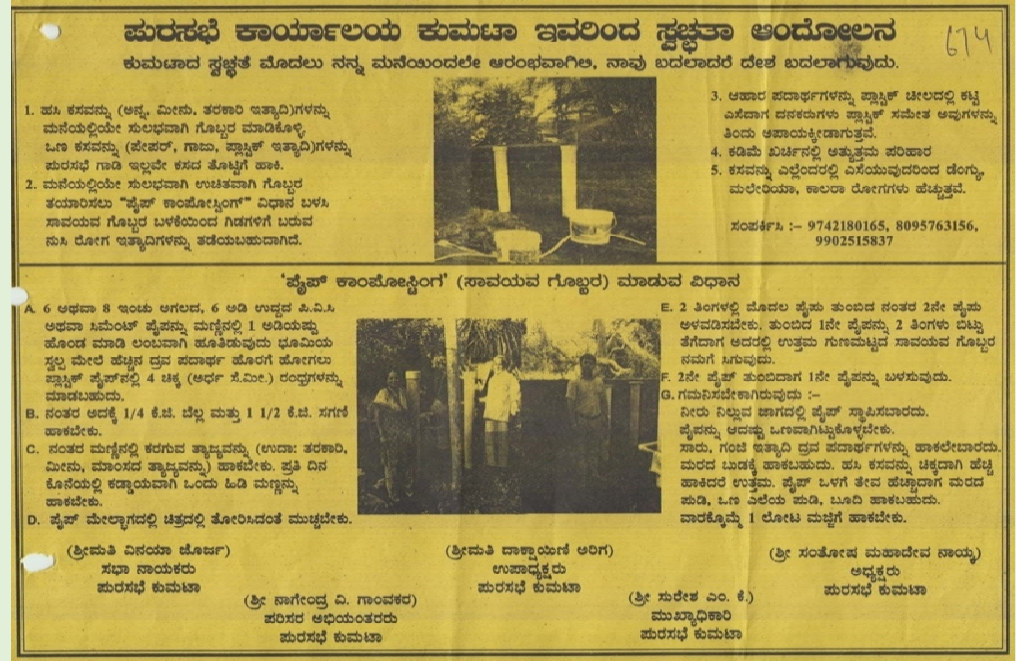 ಪುರಸಭೆ ಕಾರ್ಯಾಲಯ ಕುಮಟಾ ಇವರಿಂದ ಸ್ವಚ್ಛತಾ ಆಂದೋಲನ
674
ಕುಮಟಾದ ಸ್ವಚ್ಛತೆ ಮೊದಲು ನನ್ನ ಮನೆಯಿಂದಲೇ ಆರಂಭವಾಗಿಲಿ, ನಾವು ಬದಲಾದರೆ ದೇಶ ಬದಲಾಗುವುದು.
1. ಹಸಿ ಕಸವನ್ನು (ಅನ್ನ, ಮೀನು, ತರಕಾರಿ ಇತ್ಯಾದಿ)ಗಳನ್ನು
ಮನೆಯಲ್ಲಿಯೇ ಸುಲಭವಾಗಿ ಗೊಬ್ಬರ ಮಾಡಿಕೊಳ್ಳಿ,
ಒಣ ಕಸವನ್ನು (ಪೇಪರ್, ಗಾಜು, ಪ್ಲಾಸ್ಟಿಕ್ ಇತ್ಯಾದಿ)ಗಳನ್ನು
ಪುರಸಭೆ ಗಾಡಿ ಇಲ್ಲವೇ ಕಸದ ತೊಟ್ಟಿಗೆ ಹಾಕಿ.
2. ಮನೆಯಲ್ಲಿಯೇ ಸುಲಭವಾಗಿ ಉಚಿತವಾಗಿ ಗೊಬ್ಬರ
ತಯಾರಿಸಲು "ಪೈಪ್ ಕಾಂಪೋಸ್ಟಿಂಗ್" ವಿಧಾನ ಬಳಸಿ
ಸಾವಯವ ಗೊಬ್ಬರ ಬಳಕೆಯಿಂದ ಗಿಡಗಳಿಗೆ ಬರುವ
ನುಸಿ ರೋಗ ಇತ್ಯಾದಿಗಳನ್ನು ತಡೆಯಬಹುದಾಗಿದೆ.
3. ಆಹಾರ ಪದಾರ್ಥಗಳನ್ನು ಪ್ಲಾಸ್ಟಿಕ್ ಚೀಲದಲ್ಲಿ ಕಟ್ಟಿ
ಎಸೆದಾಗ ದನಕರುಗಳು ಪ್ಲಾಸ್ಟಿಕ್ ಸಮೇತ ಅವುಗಳನ್ನು
ತಿಂದು ಅಪಾಯಕ್ಕೀಡಾಗುತ್ತವೆ.
4. ಕಡಿಮೆ ಖರ್ಚಿನಲ್ಲಿ ಅತ್ಯುತ್ತಮ ಪರಿಹಾರ
5. ಕಸವನ್ನು ಎಲ್ಲೆಂದರಲ್ಲಿ ಎಸೆಯುವುದರಿಂದ ಡೆಂಗ್ಯು,
ಮಲೇರಿಯಾ, ಕಾಲರಾ ರೋಗಗಳು ಹೆಚ್ಚುತ್ತವೆ.
ಸಂಪರ್ಕಿಸಿ :– 9742180165, 8095763156,
9902515837
'ಪೈಪ್ ಕಾಂಪೋಸ್ಟಿಂಗ' (ಸಾವಯವ ಗೊಬ್ಬರ) ಮಾಡುವ ವಿಧಾನ
A. 6 ಅಥವಾ 8 ಇಂಚು ಅಗಲದ, 6 ಅಡಿ ಉದ್ದದ ಪಿ.ವಿ.ಸಿ
ಅಥವಾ ಸಿಮೆಂಟ್ ಪೈಪನ್ನು ಮಣ್ಣಿನಲ್ಲಿ 1 ಅಡಿಯಷ್ಟು
ಹೊಂಡ ಮಾಡಿ ಲಂಬವಾಗಿ ಹೂತಿಡುವುದು ಭೂಮಿಯ
ಸ್ವಲ್ಪ ಮೇಲೆ ಹೆಚ್ಚಿನ ದ್ರವ ಪದಾರ್ಥ ಹೊರಗೆ ಹೋಗಲು
ಪ್ಲಾಸ್ಟಿಕ್ ಪೈಪ್‌ನಲ್ಲಿ 4 ಚಿಕ್ಕ (ಅರ್ಧ ಸೆ.ಮೀ.) ರಂಧ್ರಗಳನ್ನು
ಮಾಡಬಹುದು.
B. ನಂತರ ಅದಕ್ಕೆ 1/4 ಕೆ.ಜಿ. ಬೆಲ್ಲ ಮತ್ತು 1 1/2 ಕೆ.ಜಿ. ಸಗಣಿ
ಹಾಕಬೇಕು.
C. ನಂತರ ಮಣ್ಣಿನಲ್ಲಿ ಕರಗುವ ತ್ಯಾಜ್ಯವನ್ನು (ಉದಾ: ತರಕಾರಿ,
ಮೀನು, ಮಾಂಸದ ತ್ಯಾಜ್ಯವನ್ನು) ಹಾಕಬೇಕು. ಪ್ರತಿ ದಿನ
ಕೊನೆಯಲ್ಲಿ ಕಡ್ಡಾಯವಾಗಿ ಒಂದು ಹಿಡಿ ಮಣ್ಣನ್ನು
ಹಾಕಬೇಕು.
D. ಪೈಪ್ ಮೇಲ್ಭಾಗದಲ್ಲಿ ಚಿತ್ರದಲ್ಲಿ ತೋರಿಸಿದಂತೆ ಮುಚ್ಚಬೇಕು.
E. 2 ತಿಂಗಳಲ್ಲಿ ಮೊದಲ ಪೈಪು ತುಂಬಿದ ನಂತರ 2ನೇ ಪೈಪು
ಅಳವಡಿಸಬೇಕು. ತುಂಬಿದ 1ನೇ ಪೈಪನ್ನು 2 ತಿಂಗಳು ಬಿಟ್ಟು
ತೆಗೆದಾಗ ಅದರಲ್ಲಿ ಉತ್ತಮ ಗುಣಮಟ್ಟದ ಸಾವಯವ ಗೊಬ್ಬರ
ನಮಗೆ ಸಿಗುವುದು.
F. 2ನೇ ಪೈಪ್ ತುಂಬಿದಾಗ 1ನೇ ಪೈಪನ್ನು ಬಳಸುವುದು.
G. ಗಮನಿಸಬೇಕಾಗಿರುವುದು :–
ನೀರು ನಿಲ್ಲುವ ಜಾಗದಲ್ಲಿ ಪೈಪ್ ಸ್ಥಾಪಿಸಬಾರದು.
ಪೈಪನ್ನು ಆದಷ್ಟು ಒಣವಾಗಿಟ್ಟುಕೊಳ್ಳಬೇಕು.
ಸಾರು, ಗಂಜಿ ಇತ್ಯಾದಿ ದ್ರವ ಪದಾರ್ಥಗಳನ್ನು ಹಾಕಲೇಬಾರದು.
ಮರದ ಬುಡಕ್ಕೆ ಹಾಕಬಹುದು. ಹಸಿ ಕಸವನ್ನು ಚಿಕ್ಕದಾಗಿ ಹೆಚ್ಚಿ
ಹಾಕಿದರೆ ಉತ್ತಮ. ಪೈಪ್ ಒಳಗೆ ತೇವ ಹೆಚ್ಚಾದಾಗ ಮರದ
ಪುಡಿ, ಒಣ ಎಲೆಯ ಪುಡಿ, ಬೂದಿ ಹಾಕಬಹುದು.
ವಾರಕ್ಕೊಮ್ಮೆ 1 ಲೋಟ ಮಜ್ಜಿಗೆ ಹಾಕಬೇಕು.
(ಶ್ರೀಮತಿ ವಿನಯಾ ಜೊರ್ಜ)
ಸಭಾ ನಾಯಕರು
ಪುರಸಭೆ ಕುಮಟಾ
(ಶ್ರೀ ನಾಗೇಂದ್ರ ವಿ. ಗಾಂವಕರ)
ಪರಿಸರ ಅಭಿಯಂತರರು
ಪುರಸಭೆ ಕುಮಟಾ
(ಶ್ರೀಮತಿ ದಾಕ್ಷಾಯಿಣಿ ಅರಿಗ)
ಉಪಾಧ್ಯಕ್ಷರು
ಪುರಸಭೆ ಕುಮಟಾ
(ಶ್ರೀ ಸುರೇಶ ಎಂ. ಕೆ.)
ಮುಖ್ಯಾಧಿಕಾರಿ
ಪುರಸಭೆ ಕುಮಟಾ
(ಶ್ರೀ ಸಂತೋಷ ಮಹಾದೇವ ನಾಯ್ಕ)
ಅಧ್ಯಕ್ಷರು
ಪುರಸಭೆ ಕುಮಟಾ